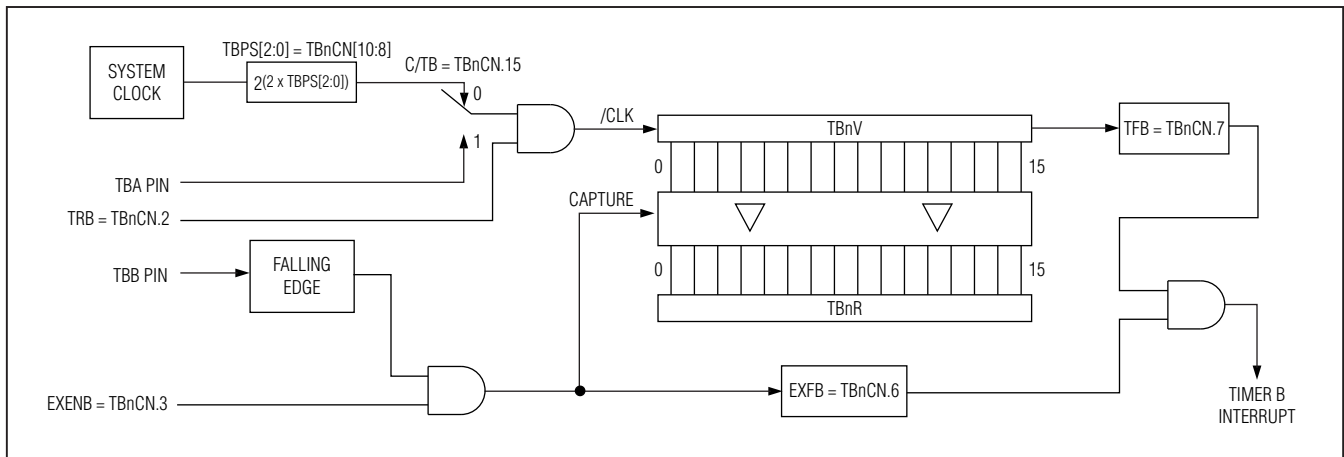 TBPS[2:0] = TBnCN[10:8]
SYSTEM
CLOCK
2(2 x TBPS[2:0])
C/TB = TBnCN.15
0
1
/CLK
TBnV
TFB = TBnCN.7
0
15
TBA PIN
TRB = TBnCN.2
CAPTURE
TBB PIN
FALLING
EDGE
0
15
TBnR
EXENB = TBnCN.3
EXFB = TBnCN.6
TIMER B
INTERRUPT